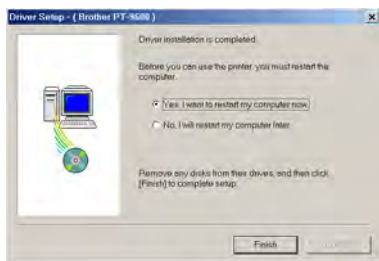 Driver Setup - ( Brother PT-9600 )
Driver installation is completed.
Before you can use the printer, you must restart the
computer.
Yes, I want to restart my computer now.
No, I will restart my computer later.
Remove any disks from their drives, and then click
[Finish] to complete setup.
Finish